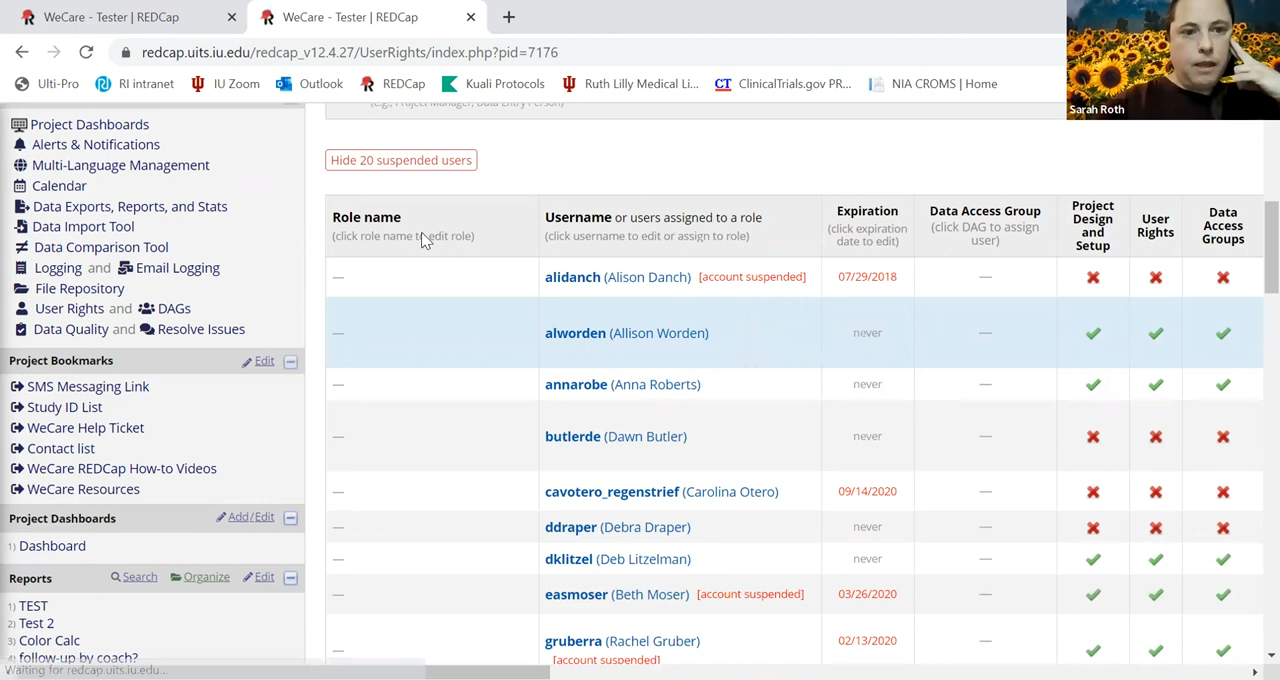 WeCare - Tester | REDCap
WeCare - Tester | REDCap
redcap.uits.iu.edu/redcap_v12.4.27/UserRights/index.php?pid=7176
Ulti-Pro RI intranet IU Zoom Outlook REDCap Kuali Protocols Ruth Lilly Medical Li... ClinicalTrials.gov PR... NIA CROMS | Home
Sarah Roth
Project Dashboards
Alerts & Notifications
Multi-Language Management
Calendar
Data Exports, Reports, and Stats
Data Import Tool
Data Comparison Tool
Logging and Email Logging
File Repository
User Rights and DAGs
Data Quality and Resolve Issues
Project Bookmarks Edit
SMS Messaging Link
Study ID List
WeCare Help Ticket
Contact list
WeCare REDCap How-to Videos
WeCare Resources
Project Dashboards Add/Edit
1) Dashboard
Reports Search Organize Edit
1) TEST
2) Test 2
3) Color Calc
4) follow-up by coach?
Waiting for redcap.uits.iu.edu...
(e.g., Project Manager, Data Entry Person)
Hide 20 suspended users
Role name
(click role name to edit role)
Username or users assigned to a role
(click username to edit or assign to role)
Expiration
(click expiration
date to edit)
Data Access Group
(click DAG to assign
user)
Project
Design
and
Setup
User
Rights
Data
Access
Groups
— alidanch (Alison Danch) [account suspended] 07/29/2018 —
— alworden (Allison Worden) never —
— annarobe (Anna Roberts) never —
— butlerde (Dawn Butler) never —
— cavotero_regenstrief (Carolina Otero) 09/14/2020 —
— ddraper (Debra Draper) never —
— dklitzel (Deb Litzelman) never —
— easmoser (Beth Moser) [account suspended] 03/26/2020 —
— gruberra (Rachel Gruber) 02/13/2020 —
[account suspended]